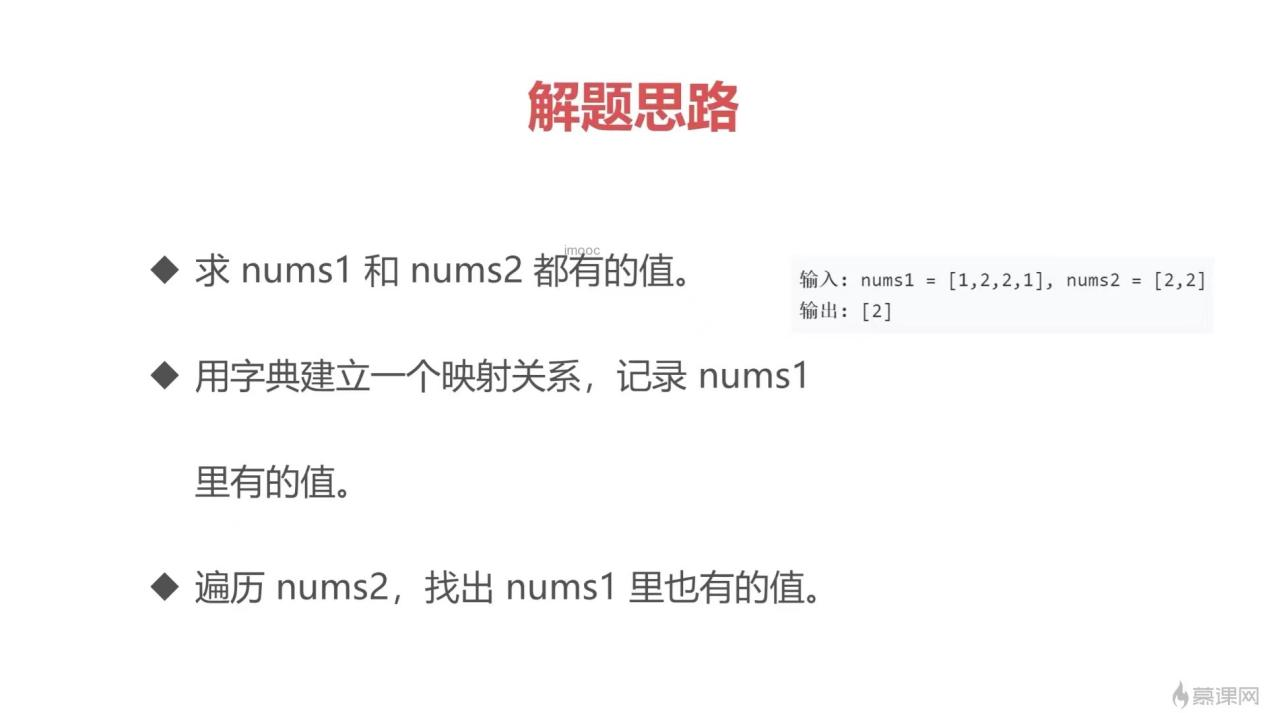 解题思路
imooc
◆ 求 nums1 和 nums2 都有的值。
输入: nums1 = [1,2,2,1], nums2 = [2,2]
输出: [2]
◆ 用字典建立一个映射关系，记录 nums1
里有的值。
◆ 遍历 nums2，找出 nums1 里也有的值。
慕课网